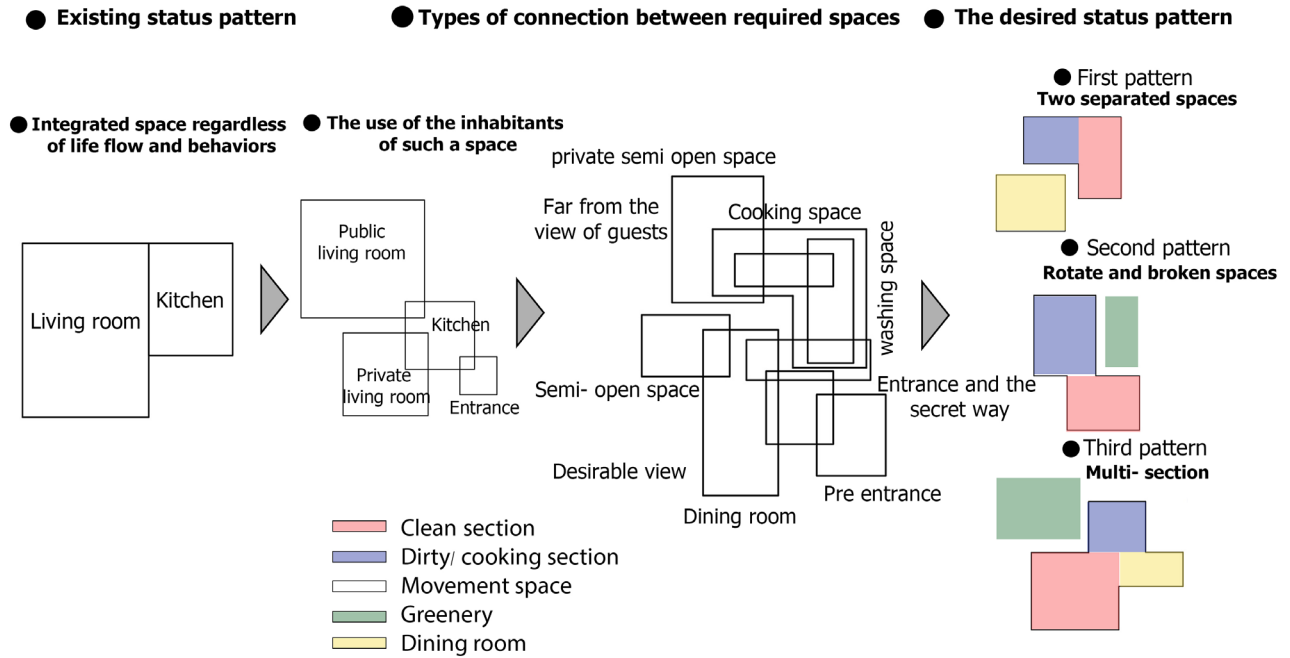 ● Existing status pattern
● Types of connection between required spaces
● The desired status pattern
● Integrated space regardless
of life flow and behaviors
● The use of the inhabitants
of such a space
Living room
Kitchen
Public
living room
Kitchen
Private
living room
Entrance
private semi open space
Far from the
view of guests
Cooking space
washing space
Semi- open space
Entrance and the
secret way
Desirable view
Pre entrance
Dining room
● First pattern
Two separated spaces
● Second pattern
Rotate and broken spaces
● Third pattern
Multi- section
Clean section
Dirty/ cooking section
Movement space
Greenery
Dining room